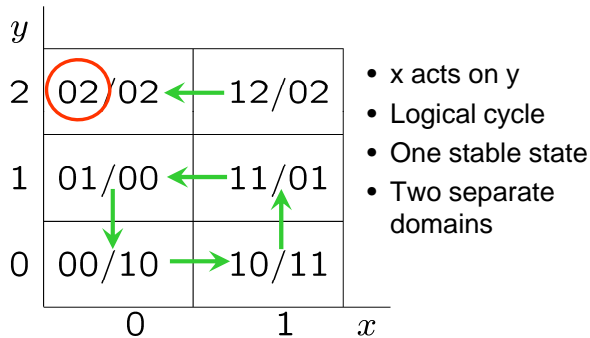 y
2 02/02 12/02
1 01/00 11/01
0 00/10 10/11
0 1 x
• x acts on y
• Logical cycle
• One stable state
• Two separate
domains